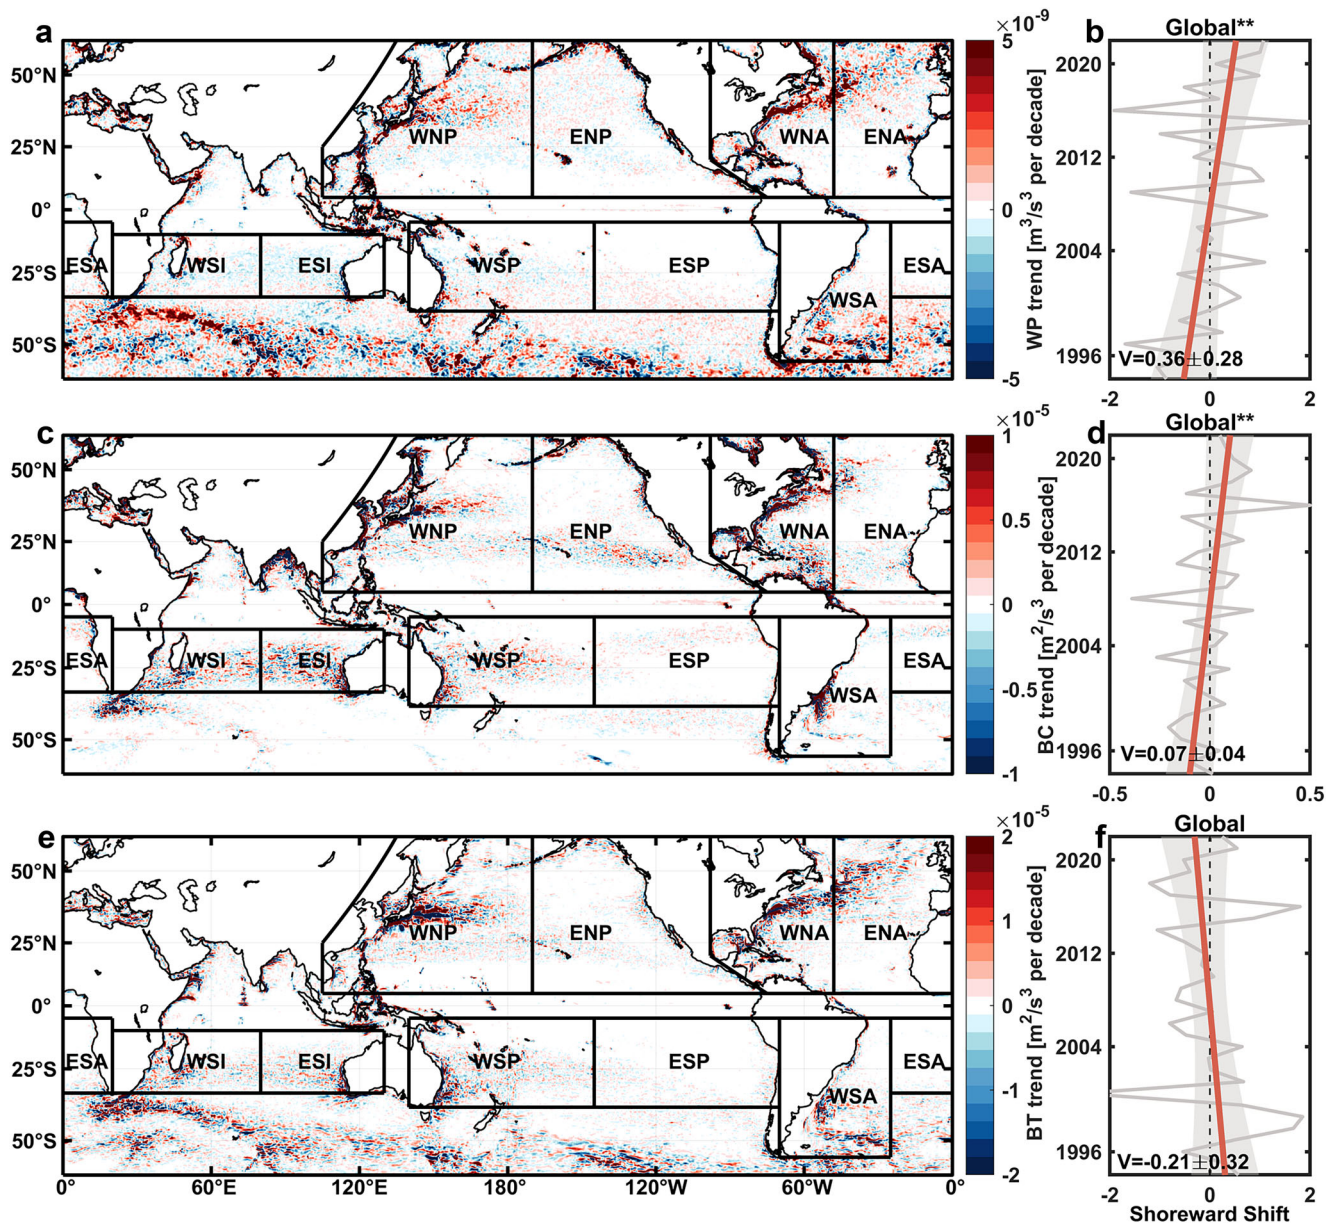 a
50°N
25°N
0°
25°S
50°S
WNP
ENP
WNA
ENA
ESA
WSI
ESI
WSP
ESP
ESA
WSA
×10⁻⁹
5
0
-5
WP trend [m³/s³ per decade]
b
Global**
2020
2012
2004
1996
V=0.36±0.28
-2
0
2
c
50°N
25°N
0°
25°S
50°S
WNP
ENP
WNA
ENA
ESA
WSI
ESI
WSP
ESP
ESA
WSA
×10⁻⁵
1
0.5
0
-0.5
-1
BC trend [m²/s³ per decade]
d
Global**
2020
2012
2004
1996
V=0.07±0.04
-0.5
0
0.5
e
50°N
25°N
0°
25°S
50°S
WNP
ENP
WNA
ENA
ESA
WSI
ESI
WSP
ESP
ESA
WSA
0°
60°E
120°E
180°
120°W
60°W
0°
×10⁻⁵
2
1
0
-1
-2
BT trend [m²/s³ per decade]
f
Global
2020
2012
2004
1996
V=-0.21±0.32
-2
0
2
Shoreward Shift